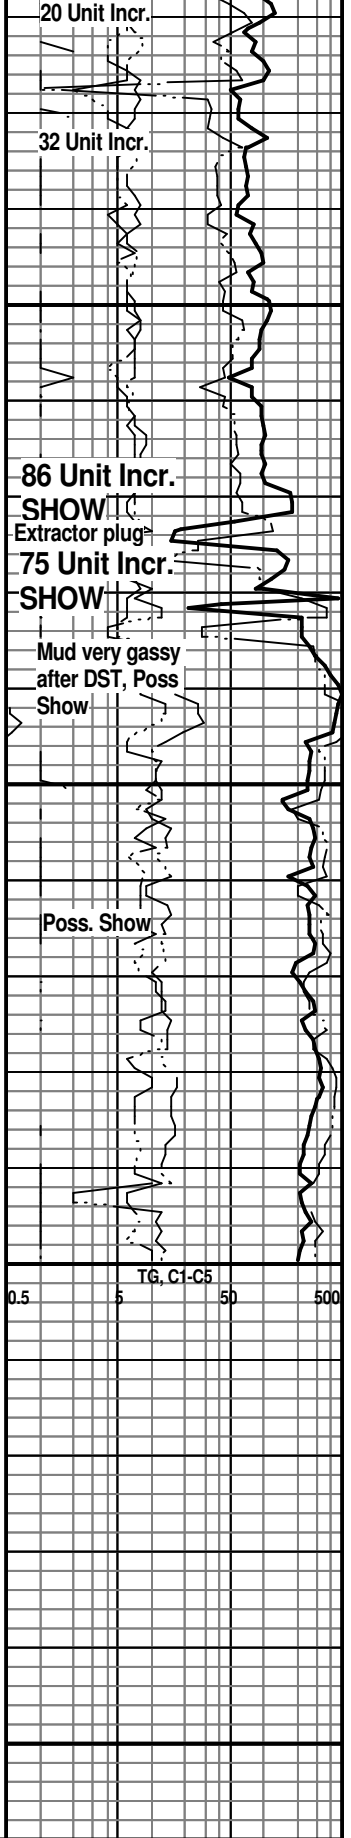 20 Unit Incr.
32 Unit Incr.
86 Unit Incr.
SHOW
Extractor plug
75 Unit Incr.
SHOW
Mud very gassy
after DST, Poss
Show
Poss. Show
TG, C1-C5
0.5 5 50 500